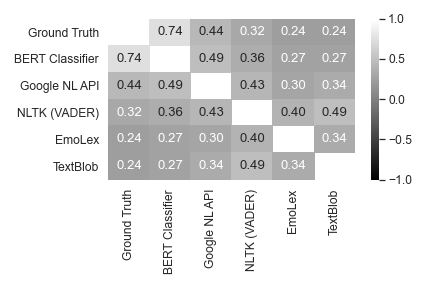 Ground Truth 0.74 0.44 0.32 0.24 0.24
BERT Classifier 0.74 0.49 0.36 0.27 0.27
Google NL API 0.44 0.49 0.43 0.30 0.34
NLTK (VADER) 0.32 0.36 0.43 0.40 0.49
EmoLex 0.24 0.27 0.30 0.40 0.34
TextBlob 0.24 0.27 0.34 0.49 0.34
Ground Truth
BERT Classifier
Google NL API
NLTK (VADER)
EmoLex
TextBlob
1.0
0.5
0.0
−0.5
−1.0